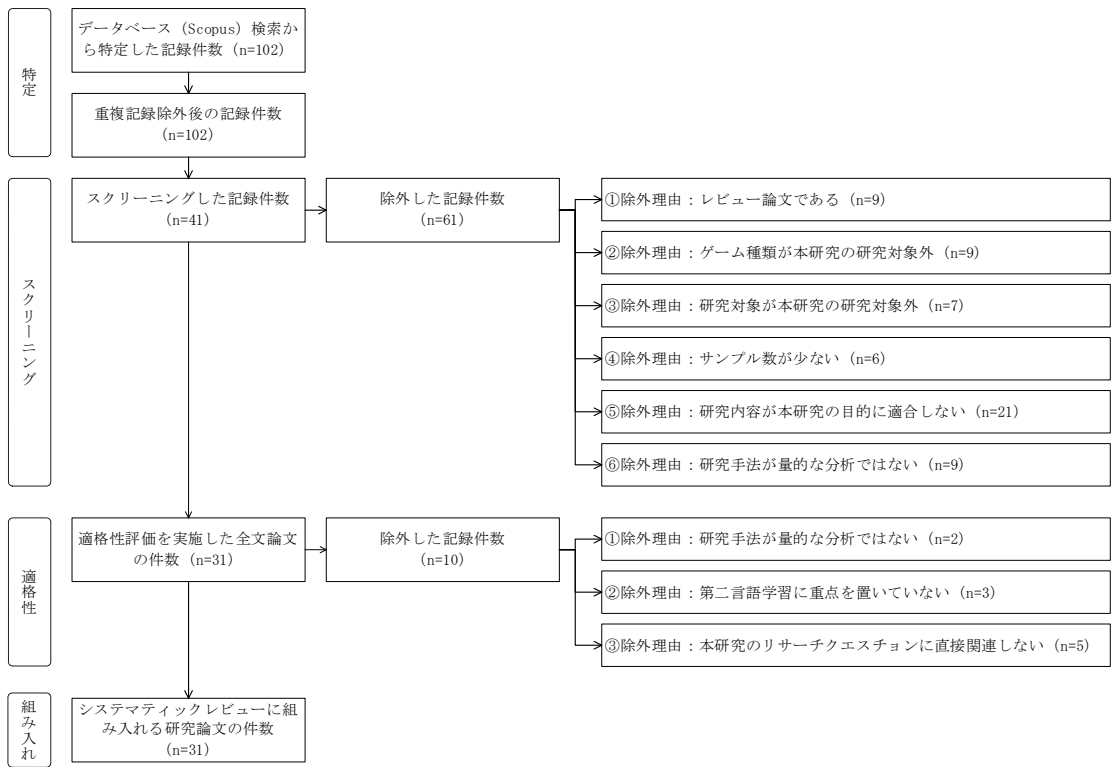 特定
データベース（Scopus）検索か
ら特定した記録件数（n=102）
重複記録除外後の記録件数
（n=102）
スクリーニング
スクリーニングした記録件数
（n=41）
除外した記録件数
（n=61）
①除外理由：レビュー論文である（n=9）
②除外理由：ゲーム種類が本研究の研究対象外（n=9）
③除外理由：研究対象が本研究の研究対象外（n=7）
④除外理由：サンプル数が少ない（n=6）
⑤除外理由：研究内容が本研究の目的に適合しない（n=21）
⑥除外理由：研究手法が量的な分析ではない（n=9）
適格性
適格性評価を実施した全文論文
の件数（n=31）
除外した記録件数
（n=10）
①除外理由：研究手法が量的な分析ではない（n=2）
②除外理由：第二言語学習に重点を置いていない（n=3）
③除外理由：本研究のリサーチクエスチョンに直接関連しない（n=5）
組み入れ
システマティックレビューに組
み入れる研究論文の件数
（n=31）